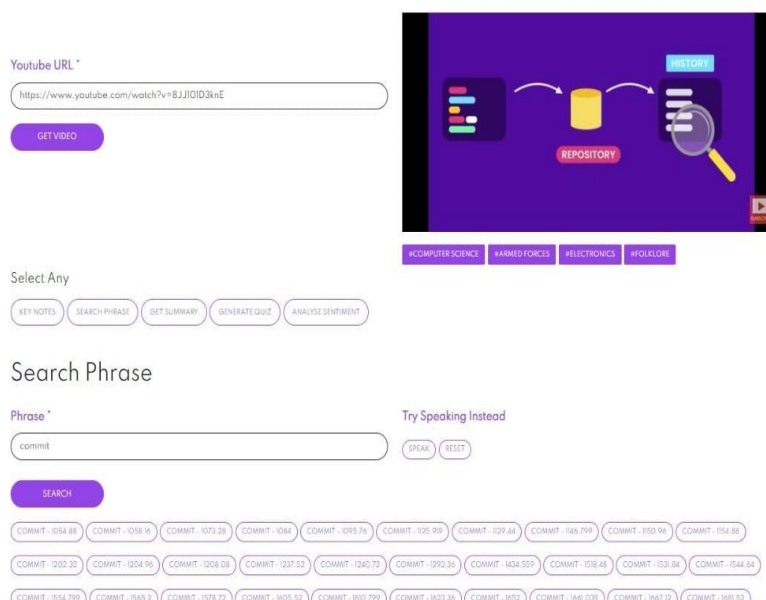 Youtube URL *
https://www.youtube.com/watch?v=8JJ101D3knE
GET VIDEO
HISTORY
REPOSITORY
#COMPUTER SCIENCE #ARMED FORCES #ELECTRONICS #FOLKLORE
Select Any
KEY NOTES SEARCH PHRASE GET SUMMARY GENERATE QUIZ ANALYSE SENTIMENT
Search Phrase
Phrase *
commit
Try Speaking Instead
SPEAK RESET
SEARCH
COMMIT - 1054.88 COMMIT - 1058.16 COMMIT - 1073.28 COMMIT - 1084 COMMIT - 1095.76 COMMIT - 1125.919 COMMIT - 1129.44 COMMIT - 1146.799 COMMIT - 1150.96 COMMIT - 1154.88
COMMIT - 1202.32 COMMIT - 1204.96 COMMIT - 1208.08 COMMIT - 1237.52 COMMIT - 1240.72 COMMIT - 1293.36 COMMIT - 1434.559 COMMIT - 1518.48 COMMIT - 1531.84 COMMIT - 1544.64
COMMIT - 1554.799 COMMIT - 1565.2 COMMIT - 1578.72 COMMIT - 1605.52 COMMIT - 1610.799 COMMIT - 1623.36 COMMIT - 1652 COMMIT - 1661.039 COMMIT - 1667.12 COMMIT - 1681.52